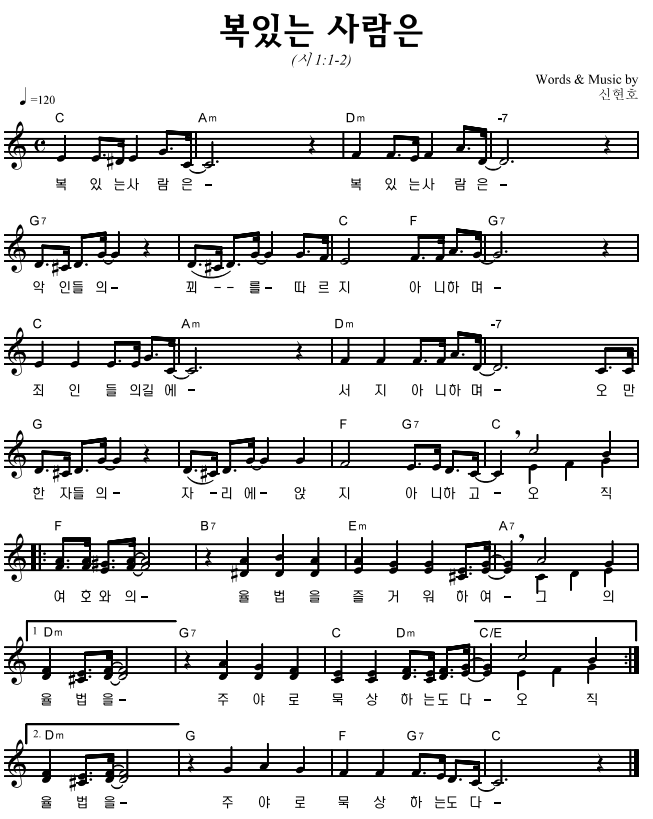 복있는 사람은
(시 1:1-2)
Words & Music by
신현호
=120
C Am Dm -7
복 있 는사 람 은 – 복 있 는사 람 은 –
G7 C F G7
악 인들 의– 꾀 - - 를– 따 르 지 아 니하 며 –
C Am Dm -7
죄 인 들 의길 에 – 서 지 아 니하 며 – 오 만
G F G7 C
한 자들 의 – 자 –리 에 – 앉 지 아 니하 고 – 오 직
F B7 Em A7
여 호와 의– 율 법 을 즐 거 워 하 여– 그 의
1 Dm G7 C Dm C/E
율 법 을– 주 야 로 묵 상 하 는도 다 – 오 직
2. Dm G F G7 C
율 법 을 – 주 야 로 묵 상 하 는도 다–